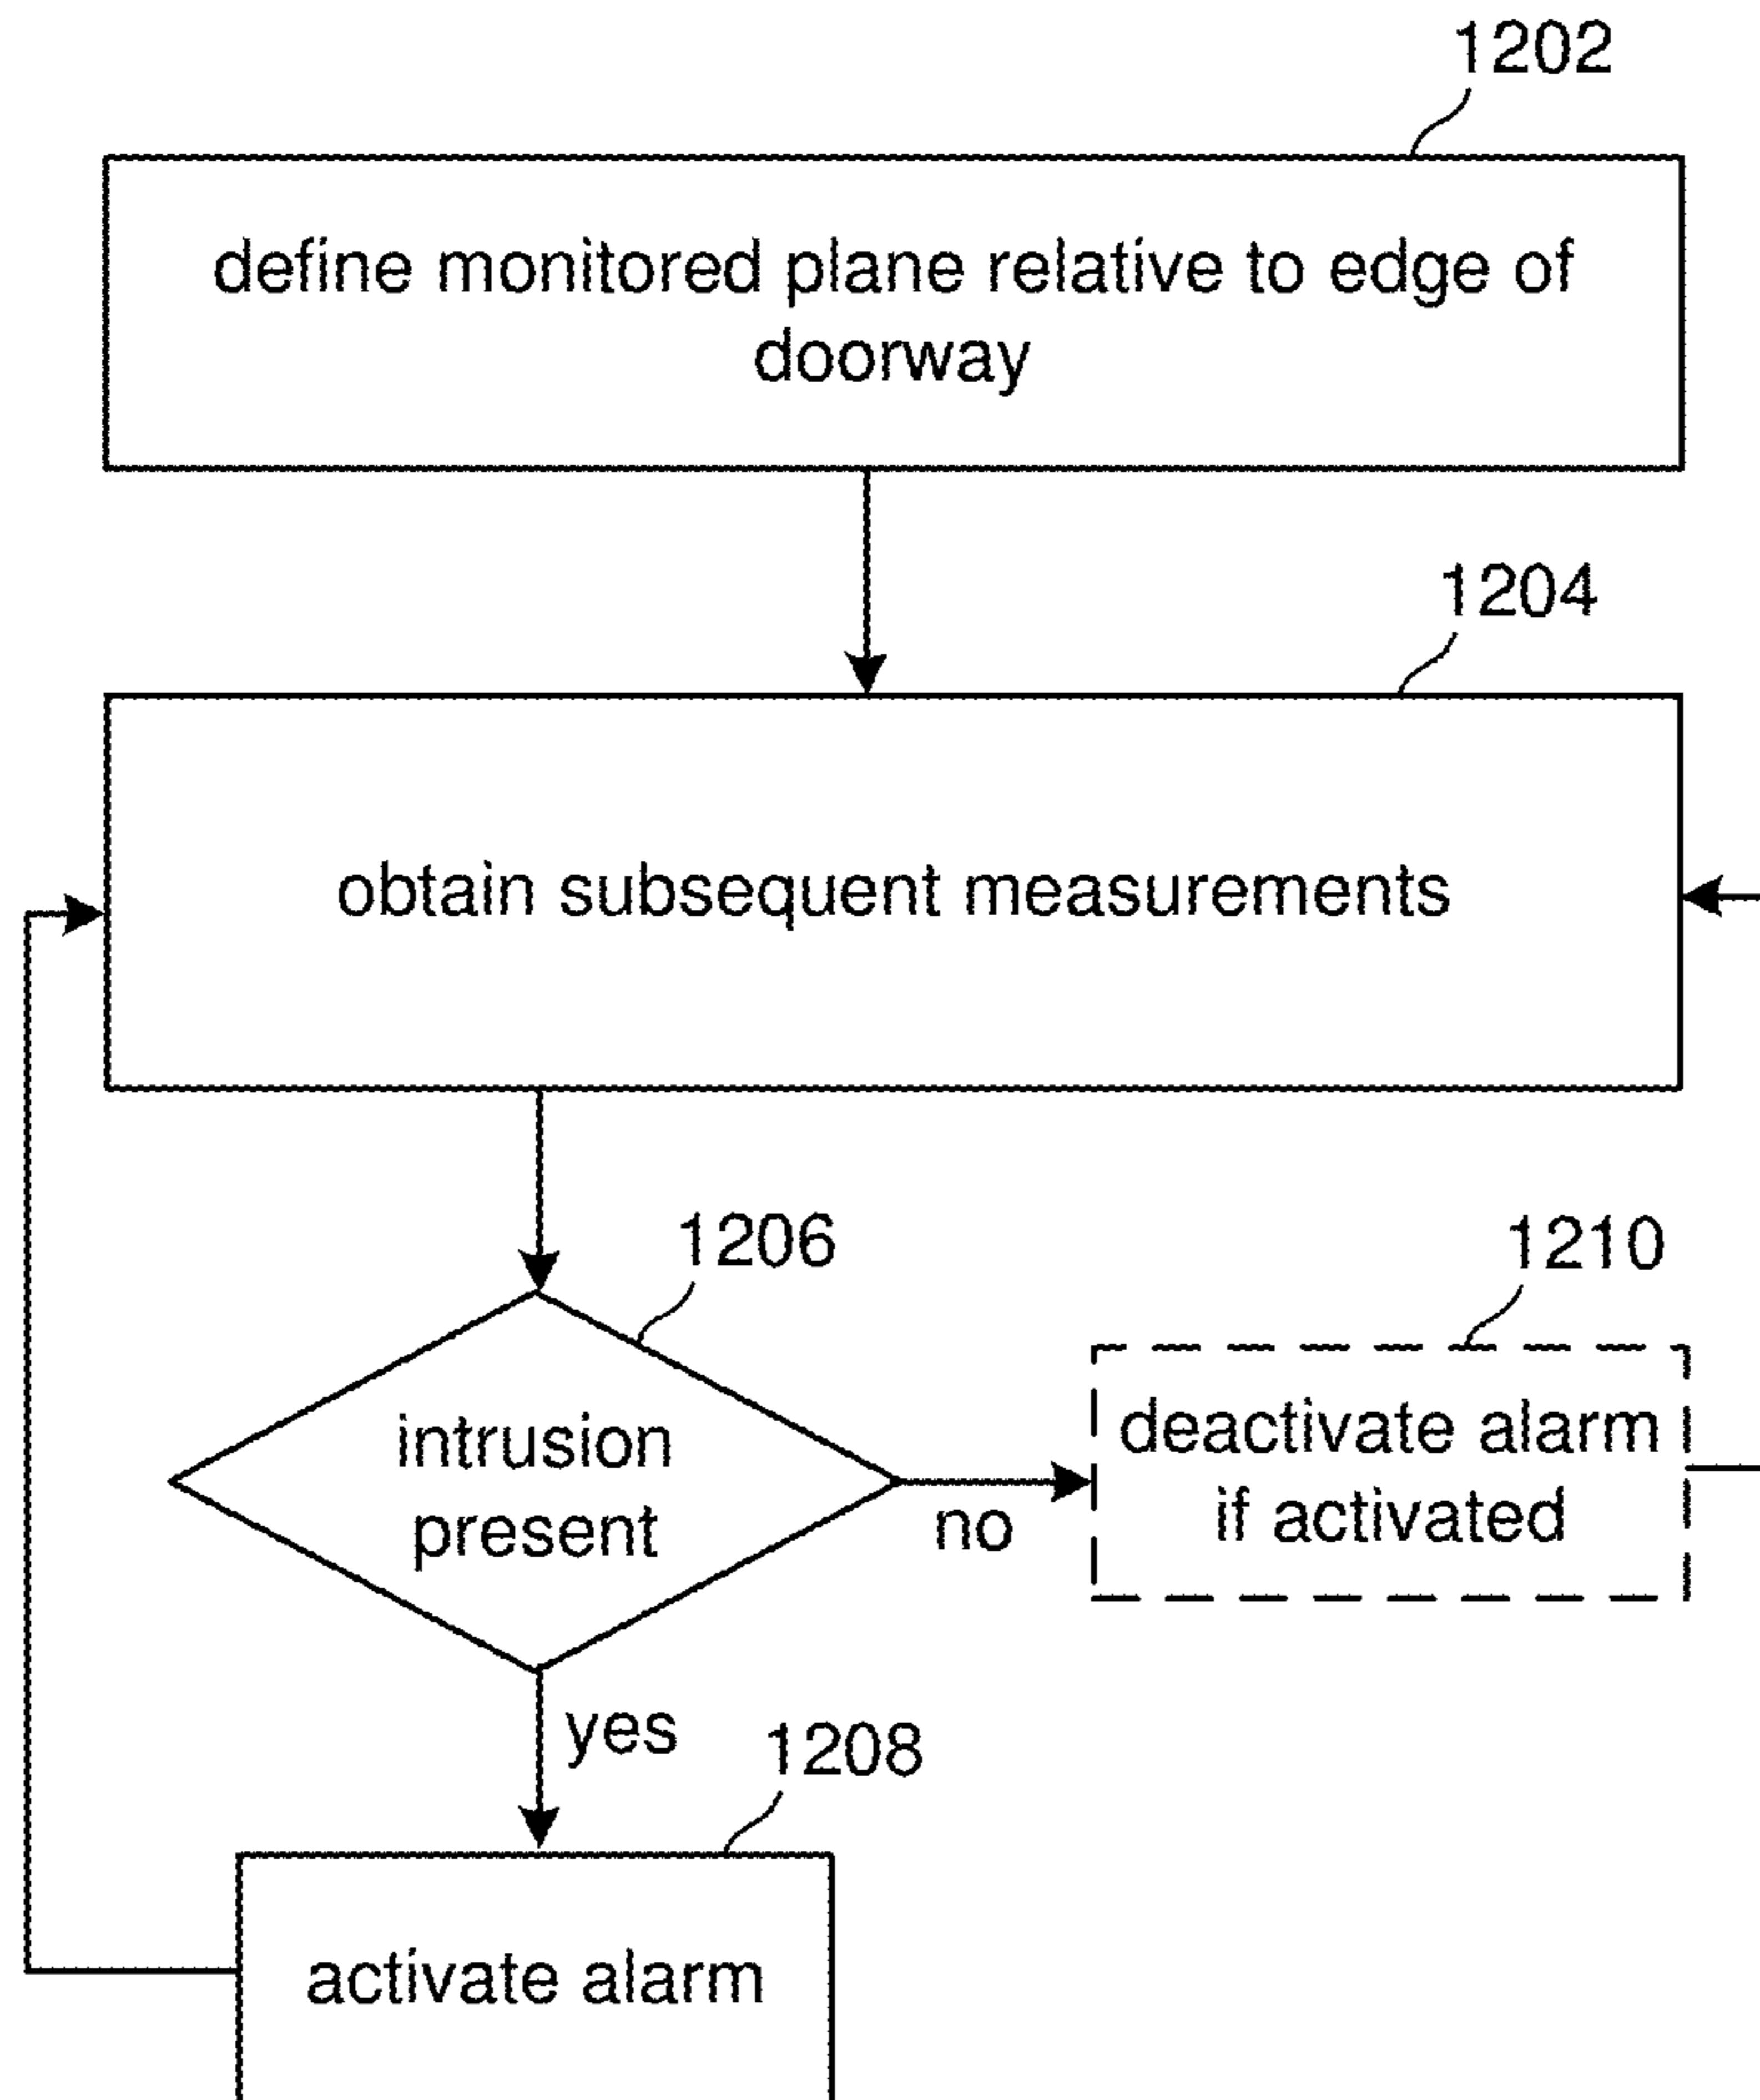 1202
define monitored plane relative to edge of
doorway
1204
obtain subsequent measurements
1206
intrusion
present
no
1210
deactivate alarm
if activated
yes
1208
activate alarm